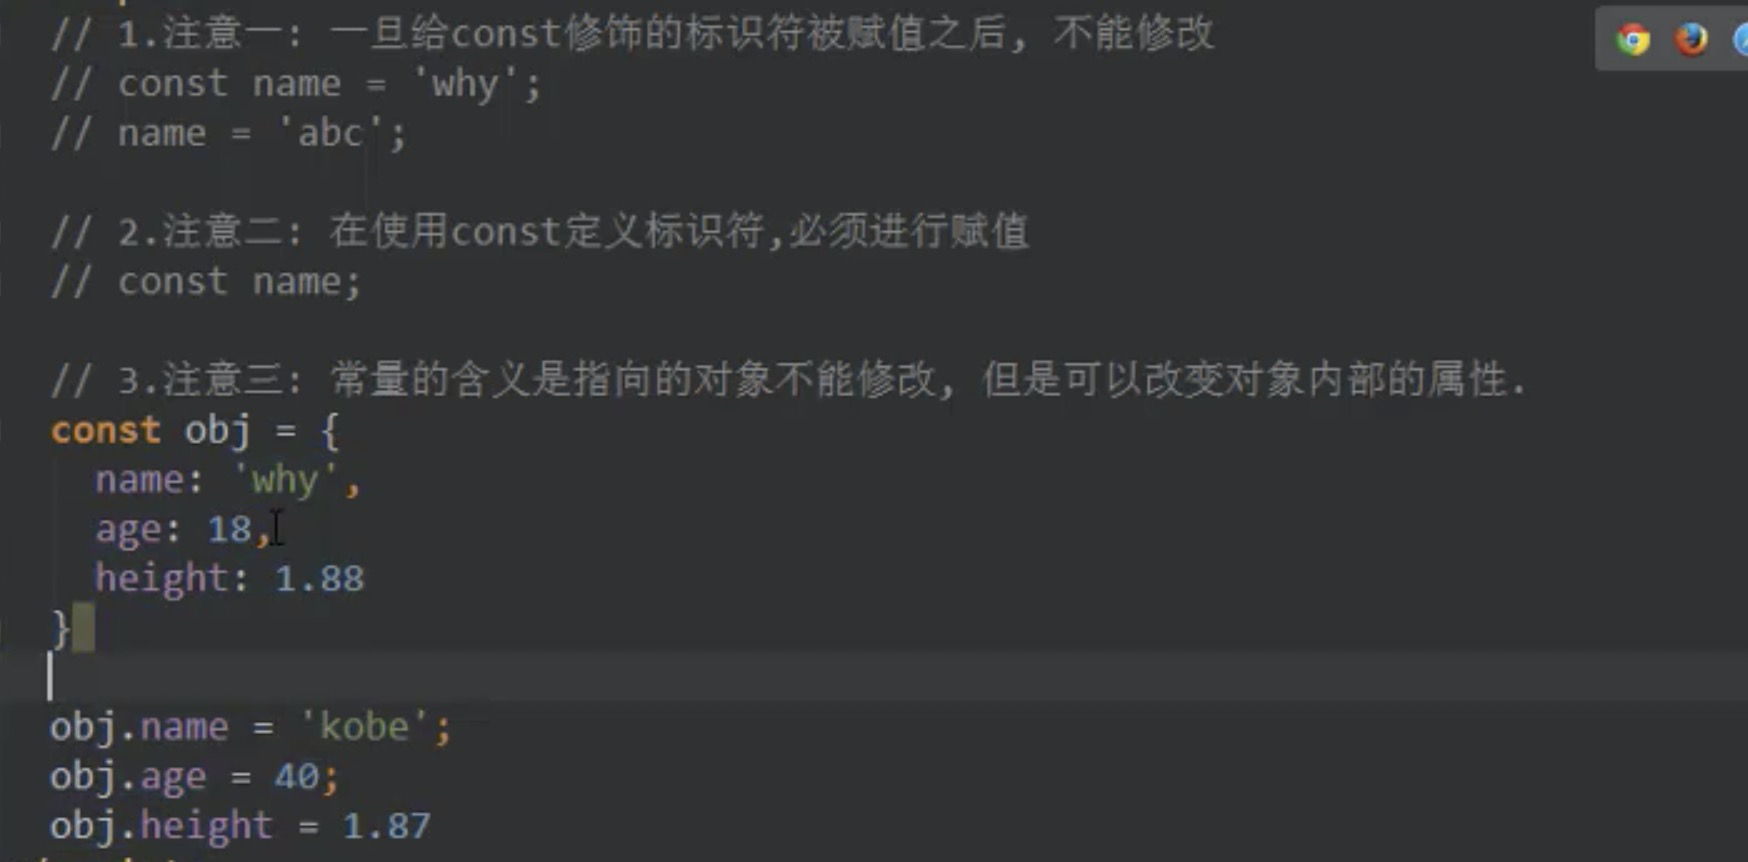 // 1.注意一: 一旦给const修饰的标识符被赋值之后, 不能修改
// const name = 'why';
// name = 'abc';
// 2.注意二: 在使用const定义标识符,必须进行赋值
// const name;
// 3.注意三: 常量的含义是指向的对象不能修改, 但是可以改变对象内部的属性.
const obj = {
name: 'why',
age: 18,
height: 1.88
}
obj.name = 'kobe';
obj.age = 40;
obj.height = 1.87